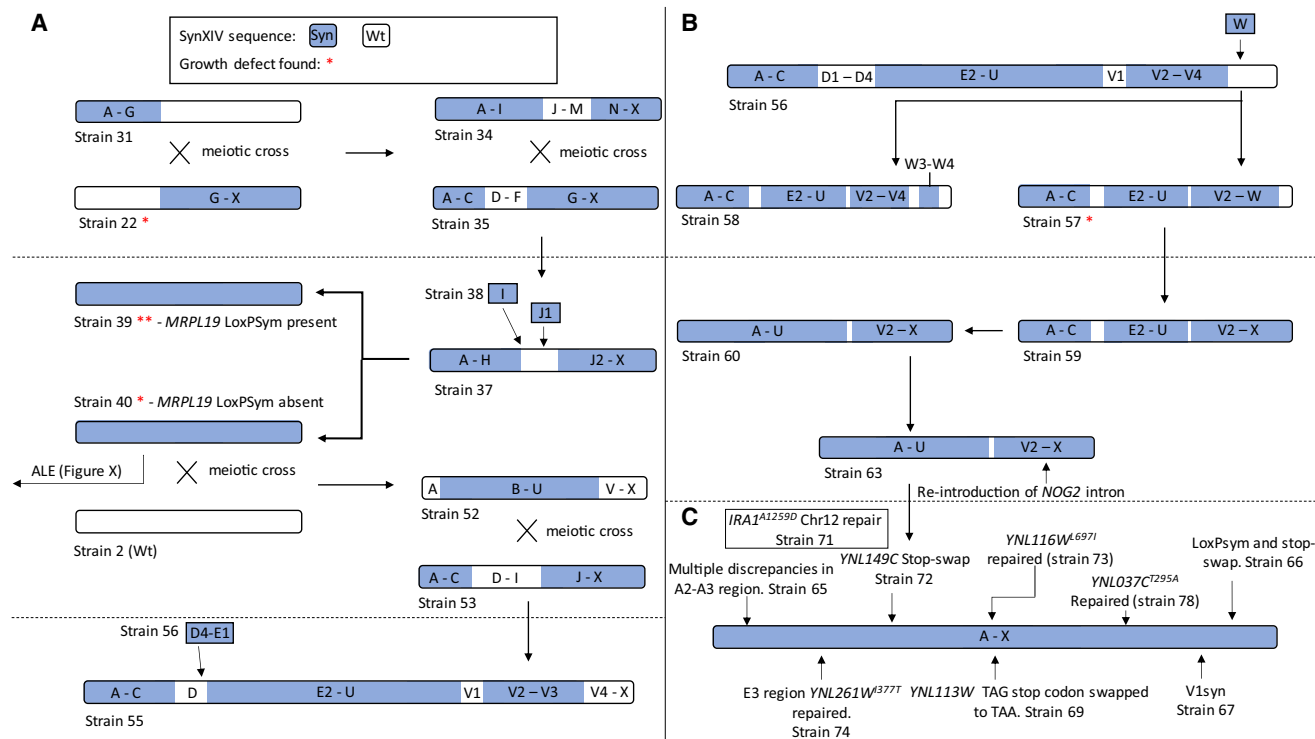 A
SynXIV sequence: Syn Wt
Growth defect found: *
A - G
Strain 31
meiotic cross
G - X
Strain 22 *
A - I J - M N - X
Strain 34
meiotic cross
A - C D - F G - X
Strain 35
Strain 39 ** - MRPL19 LoxPSym present
Strain 38 I
J1
A - H J2 - X
Strain 37
Strain 40 * - MRPL19 LoxPSym absent
ALE (Figure X)
meiotic cross
Strain 2 (Wt)
A B - U V - X
Strain 52
meiotic cross
A - C D - I J - X
Strain 53
Strain 56 D4-E1
A - C D E2 - U V1 V2 – V3 V4 - X
Strain 55
B
W
A - C D1 – D4 E2 - U V1 V2 – V4
Strain 56
W3-W4
A - C E2 - U V2 – V4
Strain 58
A - C E2 - U V2 – W
Strain 57 *
A - U V2 – X
Strain 60
A - C E2 - U V2 – X
Strain 59
A - U V2 – X
Strain 63
Re-introduction of NOG2 intron
C
IRA1A1259D Chr12 repair
Strain 71
Multiple discrepancies in
A2-A3 region. Strain 65
YNL149C Stop-swap
Strain 72
YNL116WL697I
repaired (strain 73)
YNL037CT295A
Repaired (strain 78)
LoxPsym and stop-
swap. Strain 66
A - X
E3 region YNL261WI377T
repaired.
Strain 74
YNL113W TAG stop codon swapped
to TAA. Strain 69
V1syn
Strain 67